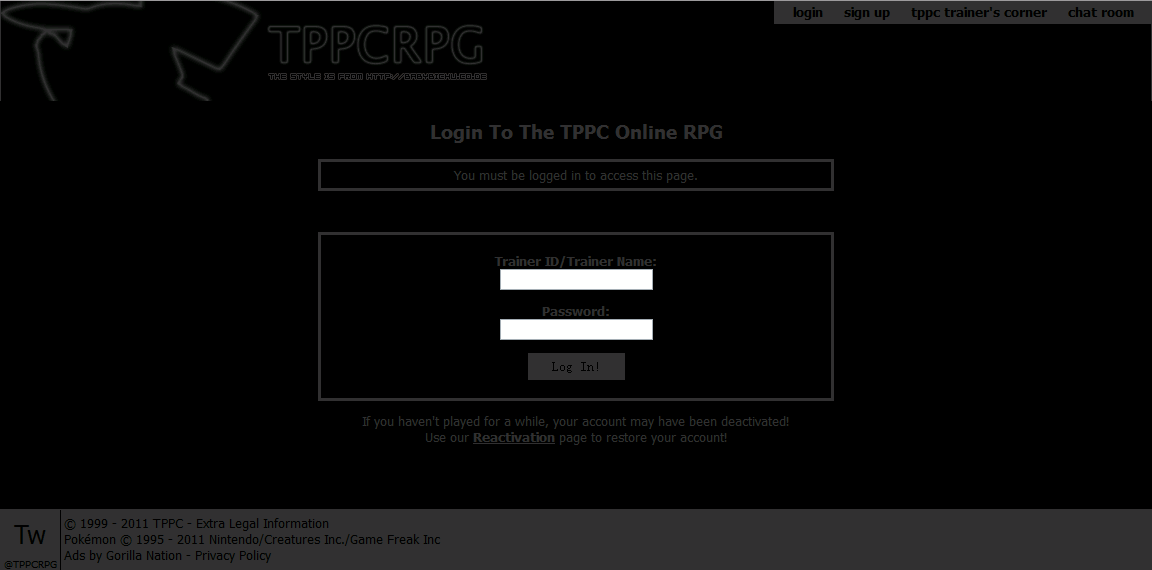 login sign up tppc trainer's corner chat room
TPPCRPG
THE STYLE IS FROM HTTP://BABYBICHU.CO.DE
Login To The TPPC Online RPG
You must be logged in to access this page.
Trainer ID/Trainer Name:
Password:
Log In!
If you haven't played for a while, your account may have been deactivated!
Use our Reactivation page to restore your account!
Tw
@TPPCRPG
© 1999 - 2011 TPPC - Extra Legal Information
Pokémon © 1995 - 2011 Nintendo/Creatures Inc./Game Freak Inc
Ads by Gorilla Nation - Privacy Policy